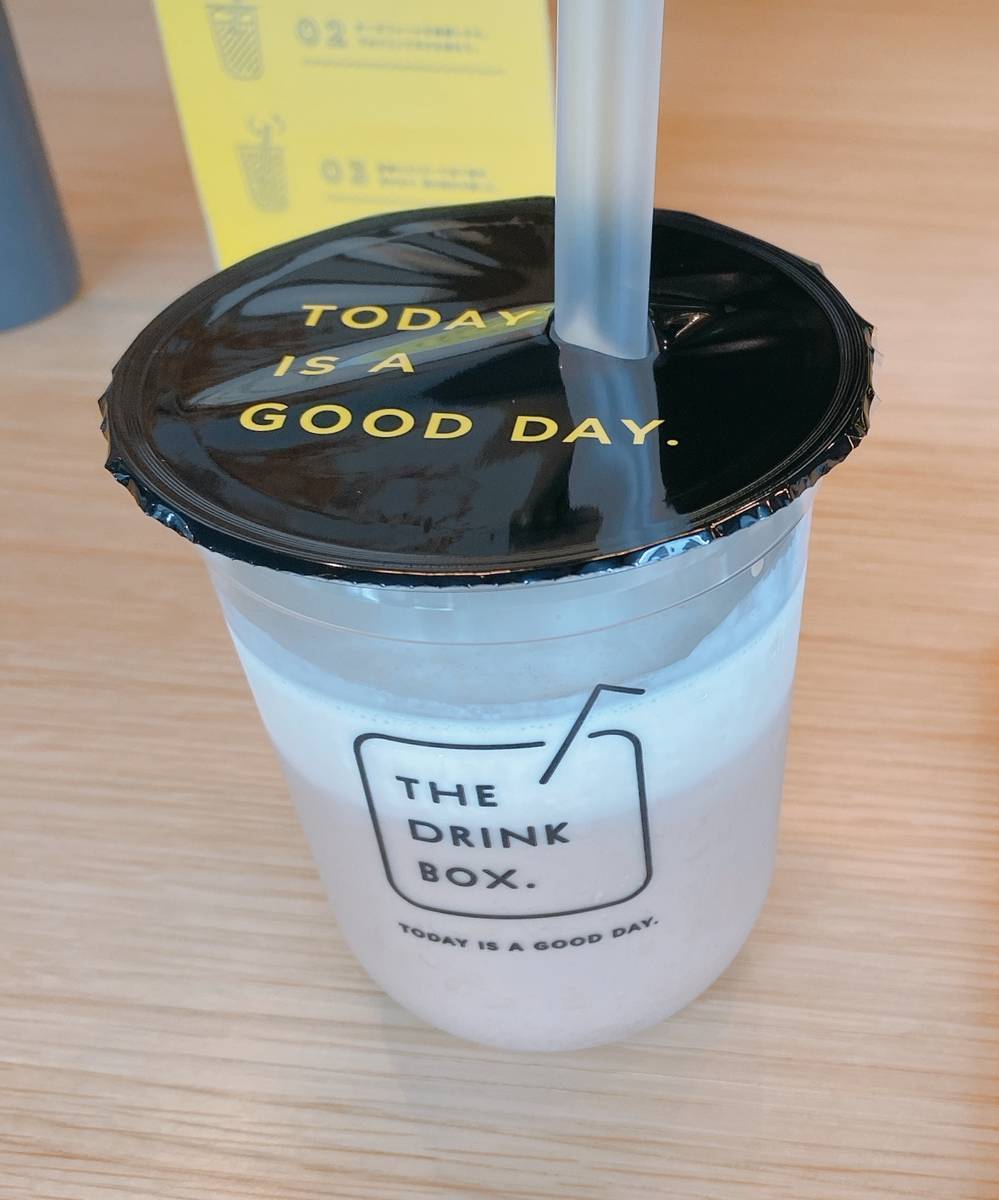 02
03
TODAY
IS A
GOOD DAY.
THE
DRINK
BOX.
TODAY IS A GOOD DAY.